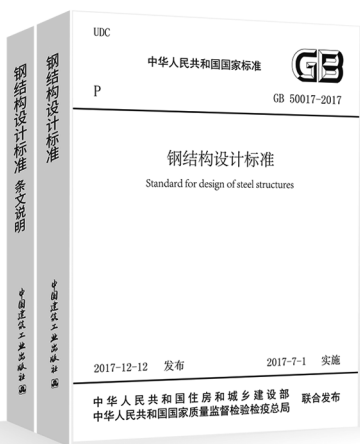 钢结构设计标准 条文说明
中国建筑工业出版社
钢结构设计标准
中国建筑工业出版社
UDC
中华人民共和国国家标准
GB
P
GB 50017-2017
钢结构设计标准
Standard for design of steel structures
2017-12-12 发布
2017-7-1 实施
中华人民共和国住房和城乡建设部
中华人民共和国国家质量监督检验检疫总局
联合发布